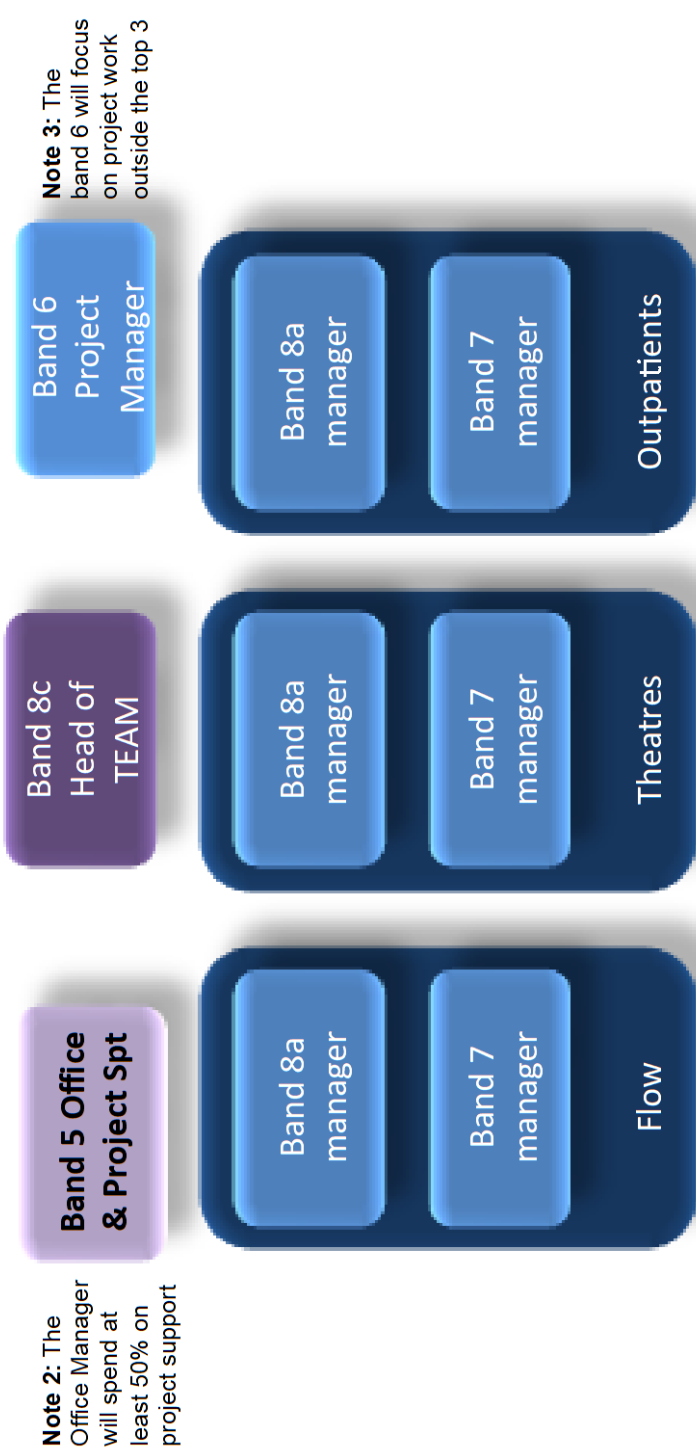 Note 2: The
Office Manager
will spend at
least 50% on
project support
Band 5 Office
& Project Spt
Band 8c
Head of
TEAM
Band 6
Project
Manager
Note 3: The
band 6 will focus
on project work
outside the top 3
Band 8a
manager
Band 7
manager
Flow
Band 8a
manager
Band 7
manager
Theatres
Band 8a
manager
Band 7
manager
Outpatients